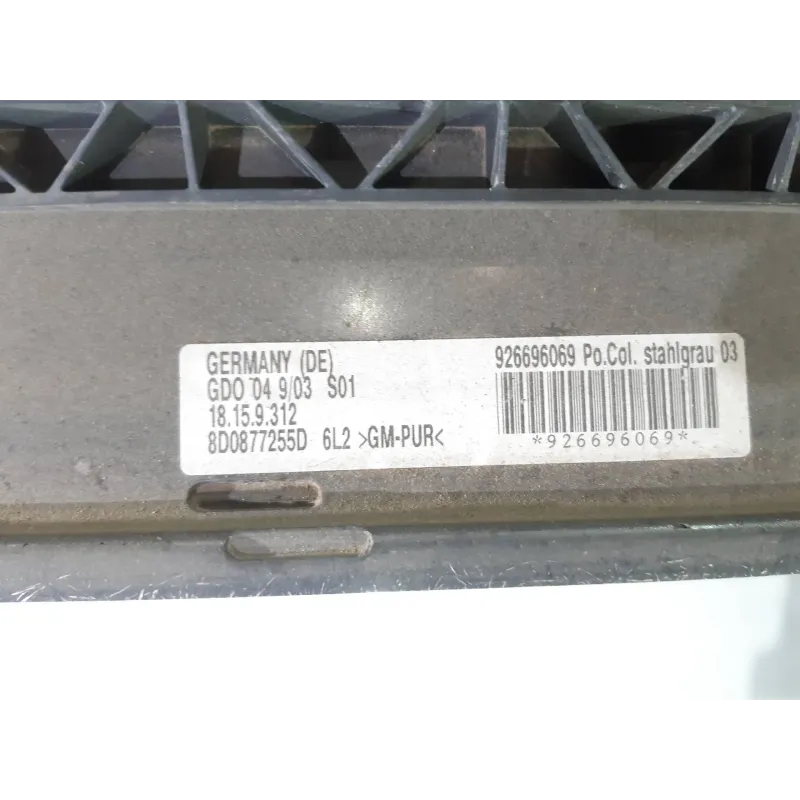 GERMANY (DE)
GDO 04 9/03 S01
18.15.9.312
8D0877255D 6L2 >GM-PUR<
926696069 Po.Col. stahlgrau 03
*926696069*